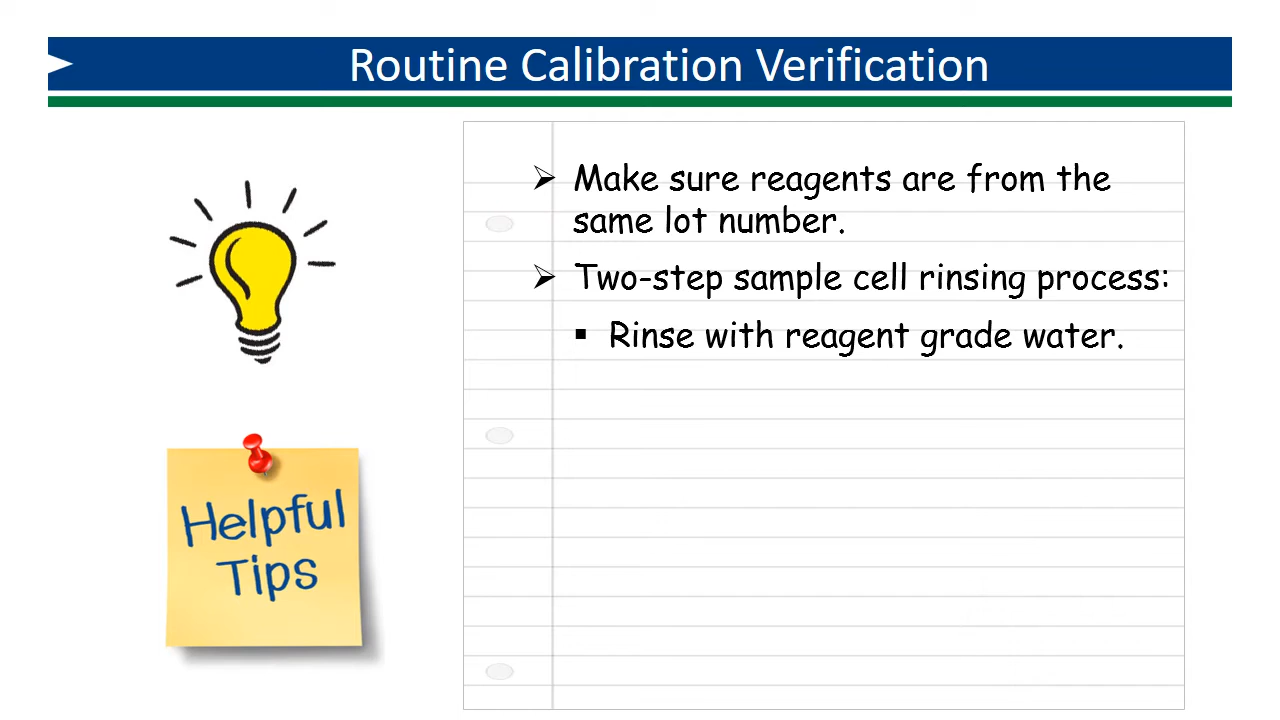 Routine Calibration Verification
➢ Make sure reagents are from the
same lot number.
➢ Two-step sample cell rinsing process:
▪ Rinse with reagent grade water.
Helpful
Tips